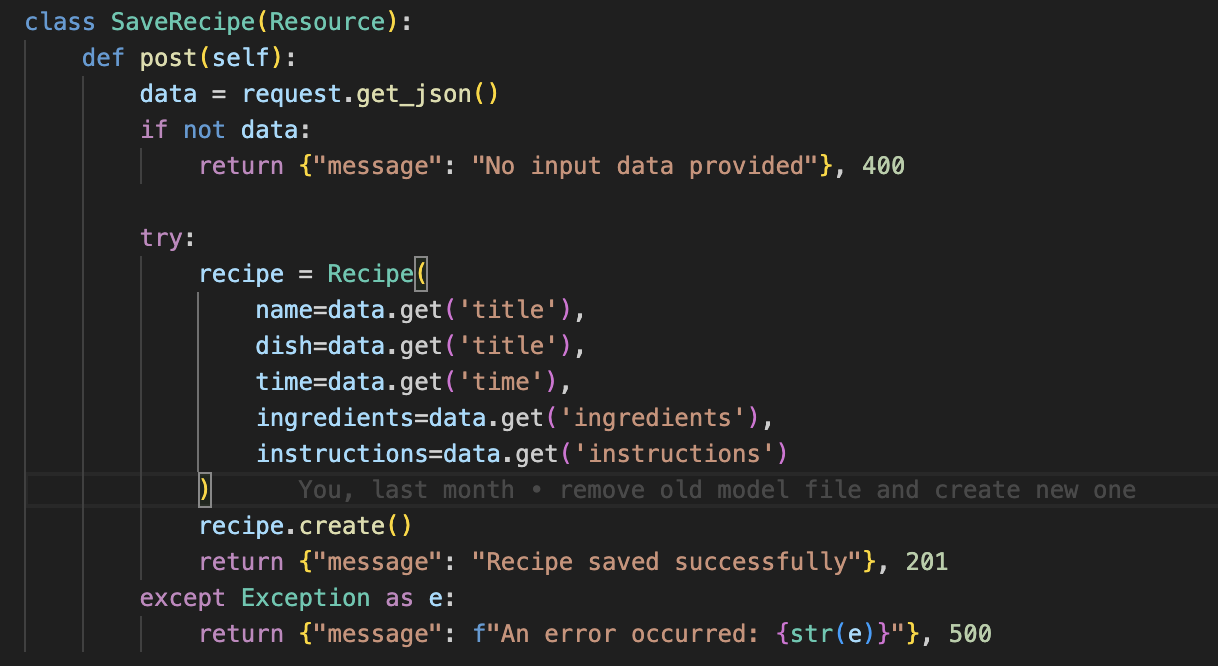 class SaveRecipe(Resource):
    def post(self):
        data = request.get_json()
        if not data:
            return {"message": "No input data provided"}, 400

        try:
            recipe = Recipe(
                name=data.get('title'),
                dish=data.get('title'),
                time=data.get('time'),
                ingredients=data.get('ingredients'),
                instructions=data.get('instructions')
            )      You, last month • remove old model file and create new one
            recipe.create()
            return {"message": "Recipe saved successfully"}, 201
        except Exception as e:
            return {"message": f"An error occurred: {str(e)}"}, 500